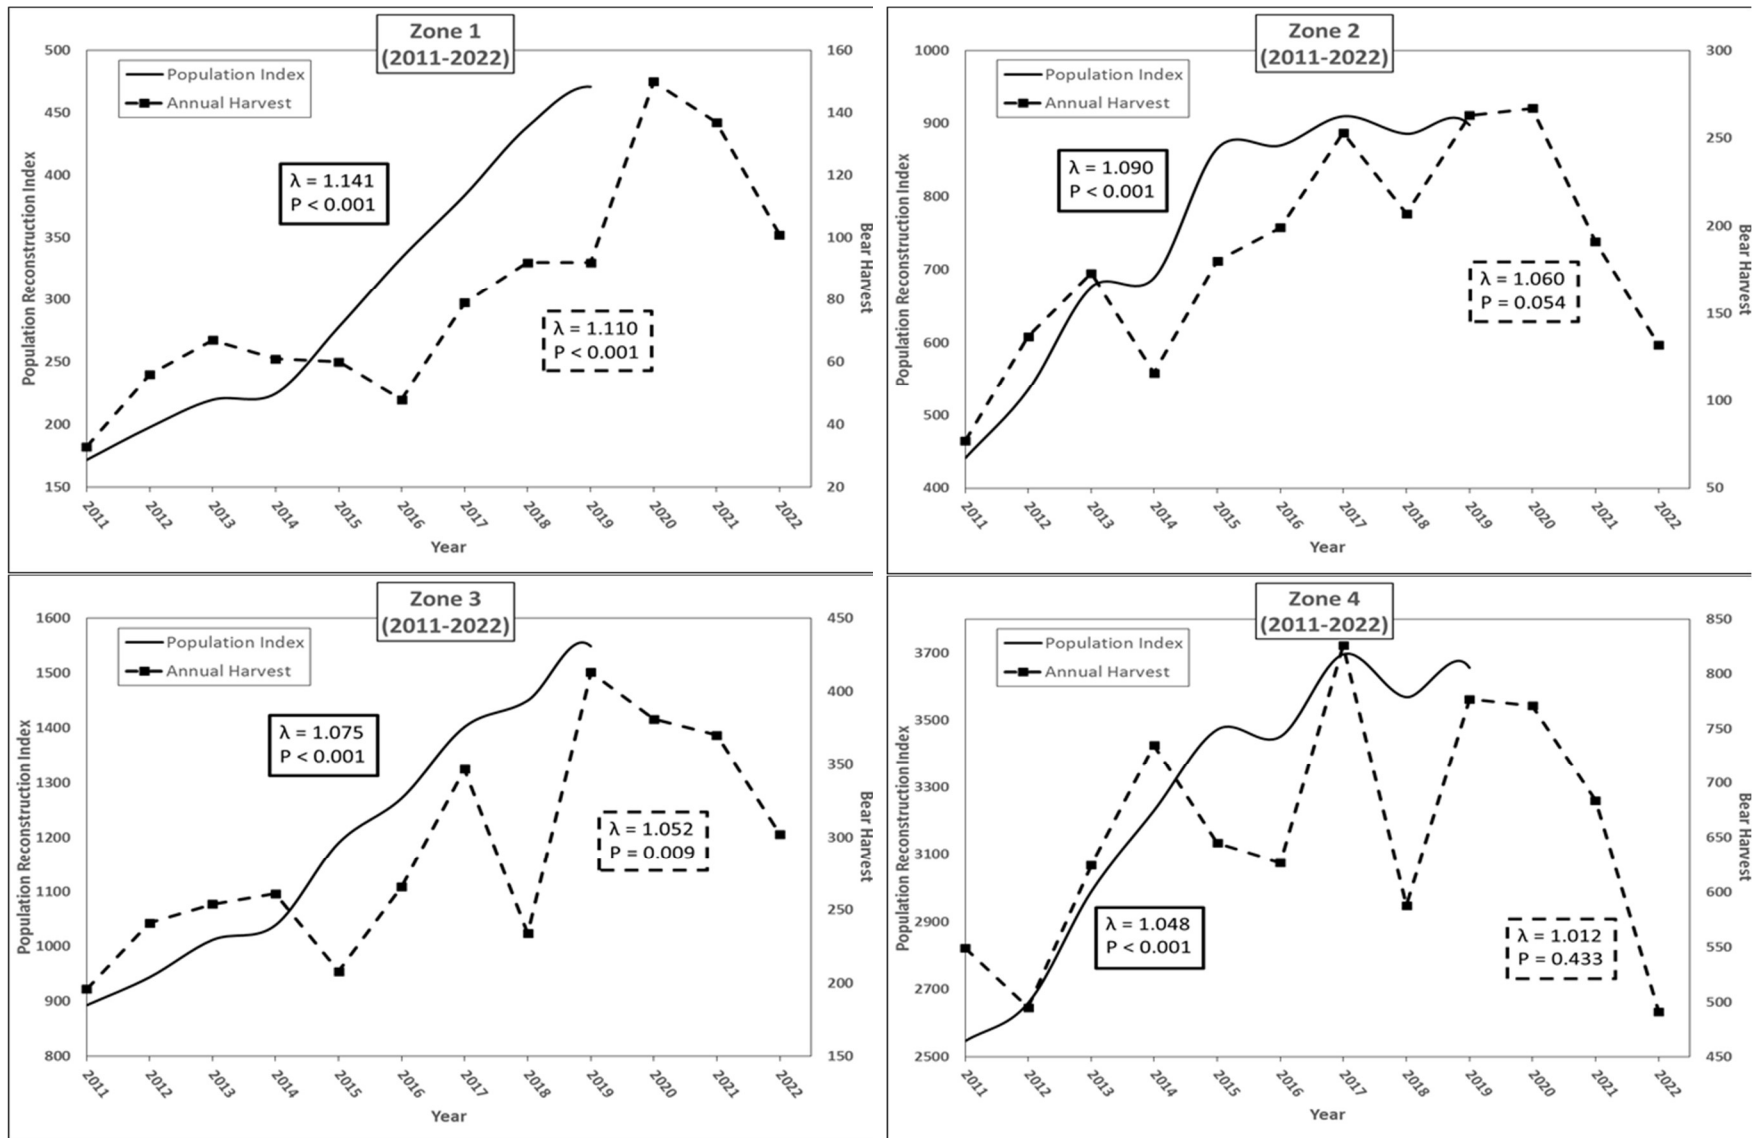 Zone 1
(2011-2022)
500
450
400
350
300
250
200
150
160
140
120
100
80
60
40
20
Population Reconstruction Index
Bear Harvest
Population Index
Annual Harvest
λ = 1.141
P < 0.001
λ = 1.110
P < 0.001
2011
2012
2013
2014
2015
2016
2017
2018
2019
2020
2021
2022
Year
Zone 2
(2011-2022)
1000
900
800
700
600
500
400
300
250
200
150
100
50
Population Reconstruction Index
Bear Harvest
Population Index
Annual Harvest
λ = 1.090
P < 0.001
λ = 1.060
P = 0.054
2011
2012
2013
2014
2015
2016
2017
2018
2019
2020
2021
2022
Year
Zone 3
(2011-2022)
1600
1500
1400
1300
1200
1100
1000
900
800
450
400
350
300
250
200
150
Population Reconstruction Index
Bear Harvest
Population Index
Annual Harvest
λ = 1.075
P < 0.001
λ = 1.052
P = 0.009
2011
2012
2013
2014
2015
2016
2017
2018
2019
2020
2021
2022
Year
Zone 4
(2011-2022)
3700
3500
3300
3100
2900
2700
2500
850
800
750
700
650
600
550
500
450
Population Reconstruction Index
Bear Harvest
Population Index
Annual Harvest
λ = 1.048
P < 0.001
λ = 1.012
P = 0.433
2011
2012
2013
2014
2015
2016
2017
2018
2019
2020
2021
2022
Year